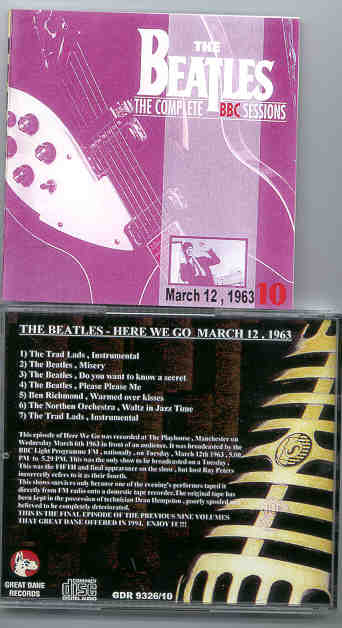 THE
BEATLES
THE COMPLETE BBC SESSIONS
March 12 , 1963 10
THE BEATLES - HERE WE GO MARCH 12 , 1963
1) The Trad Lads , Instrumental
2) The Beatles , Misery
3) The Beatles , Do you want to know a secret
4) The Beatles , Please Please Me
5) Ben Richmond , Warmed over kisses
6) The Northen Orchestra , Waltz in Jazz Time
7) The Trad Lads , Instrumental
This episode of Here We Go was recorded at The Playhouse , Manchester on
Wednesday March 6th 1963 in front of an audience. It was broadcasted by the
BBC Light Programme FM , nationally , on Tuesday , March 12th 1963 , 5.00
PM to 5.29 PM. This was the only show to be broadcasted on a Tuesday .
This was the FIFTH and final appearance on the show , but host Ray Peters
incorrectly refers to it as their fourth.
This shows survives only because one of the evening's performers taped it
directly from FM radio onto a domestic tape recorder. The original tape has
been kept in the possession of technician Dean Hempton , poorly spooled
believed to be completely deteriorated.
THIS IS THE FINAL EPISODE OF THE PREVIOUS NINE VOLUMES
THAT GREAT DANE OFFERED IN 1994. ENJOY IT !!!
GREAT DANE
RECORDS
COMPACT
disc
DIGITAL AUDIO
GDR 9326/10